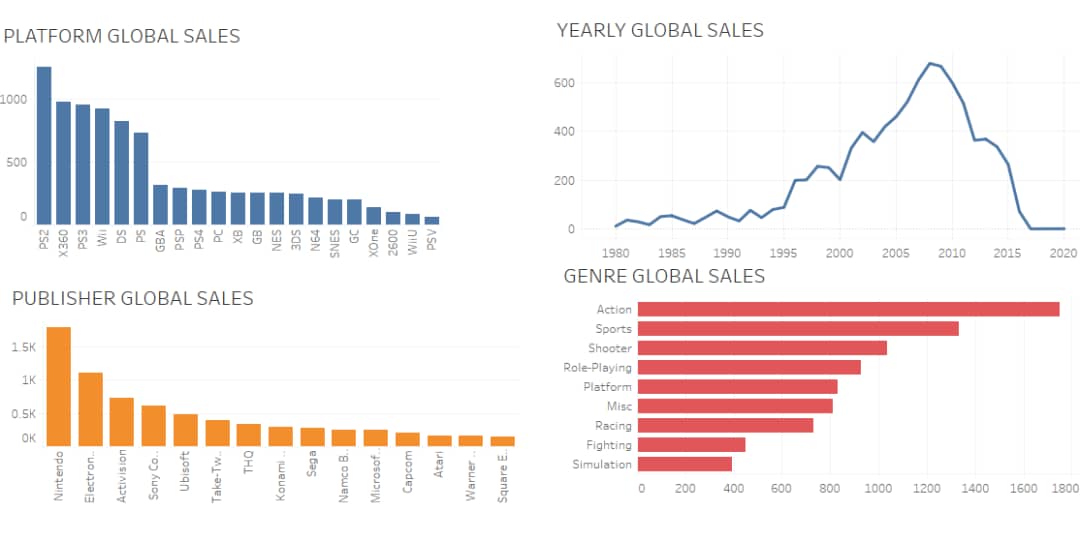 PLATFORM GLOBAL SALES
1000
500
0
PS2 X360 PS3 Wii DS PS GBA PSP PS4 PC XB GB NES 3DS N64 SNES GC XOne 2600 WiiU PSV
YEARLY GLOBAL SALES
600
400
200
0
1980 1985 1990 1995 2000 2005 2010 2015 2020
PUBLISHER GLOBAL SALES
1.5K
1K
0.5K
0K
Nintendo Electron.. Activision Sony Co.. Ubisoft Take-Tw.. THQ Konami .. Sega Namco B.. Microsof.. Capcom Atari Warner .. Square E..
GENRE GLOBAL SALES
Action
Sports
Shooter
Role-Playing
Platform
Misc
Racing
Fighting
Simulation
0 200 400 600 800 1000 1200 1400 1600 1800